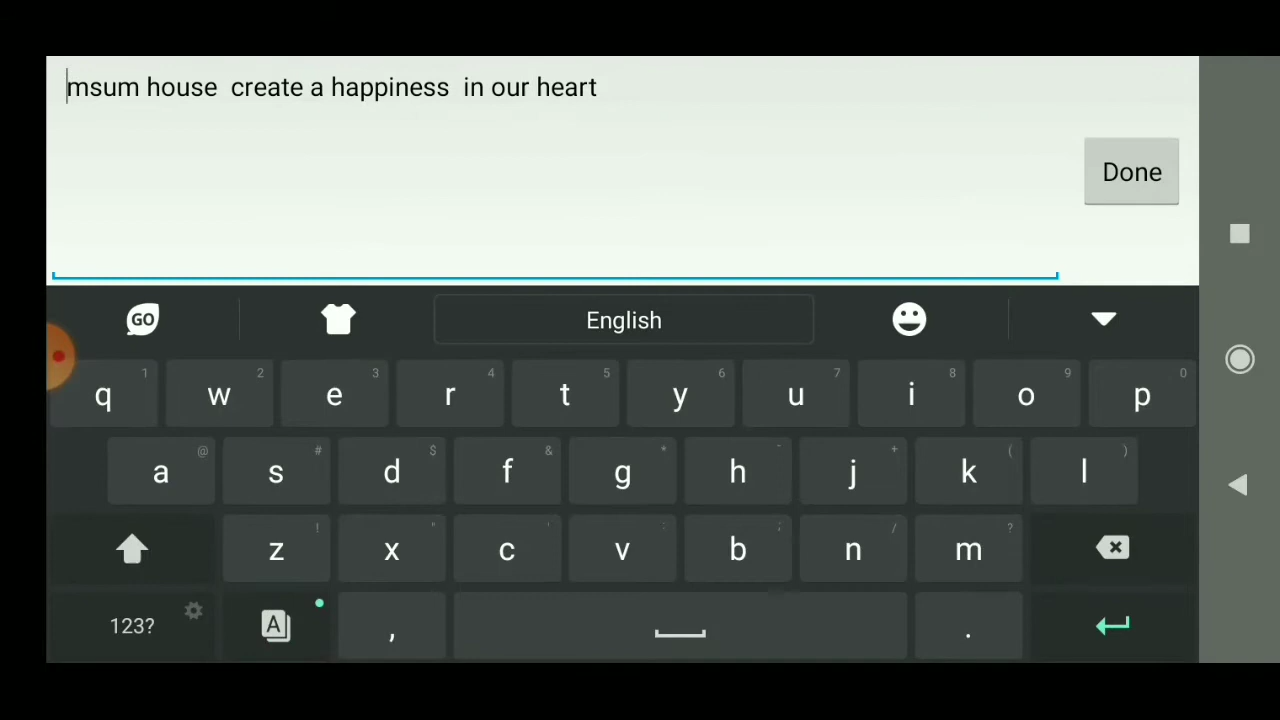 msum house  create a happiness  in our heart
Done
GO English
q 1 w 2 e 3 r 4 t 5 y 6 u 7 i 8 o 9 p 0
a @ s # d $ f & g * h - j + k ( l )
z ! x " c ' v : b ; n / m ?
123? A , .